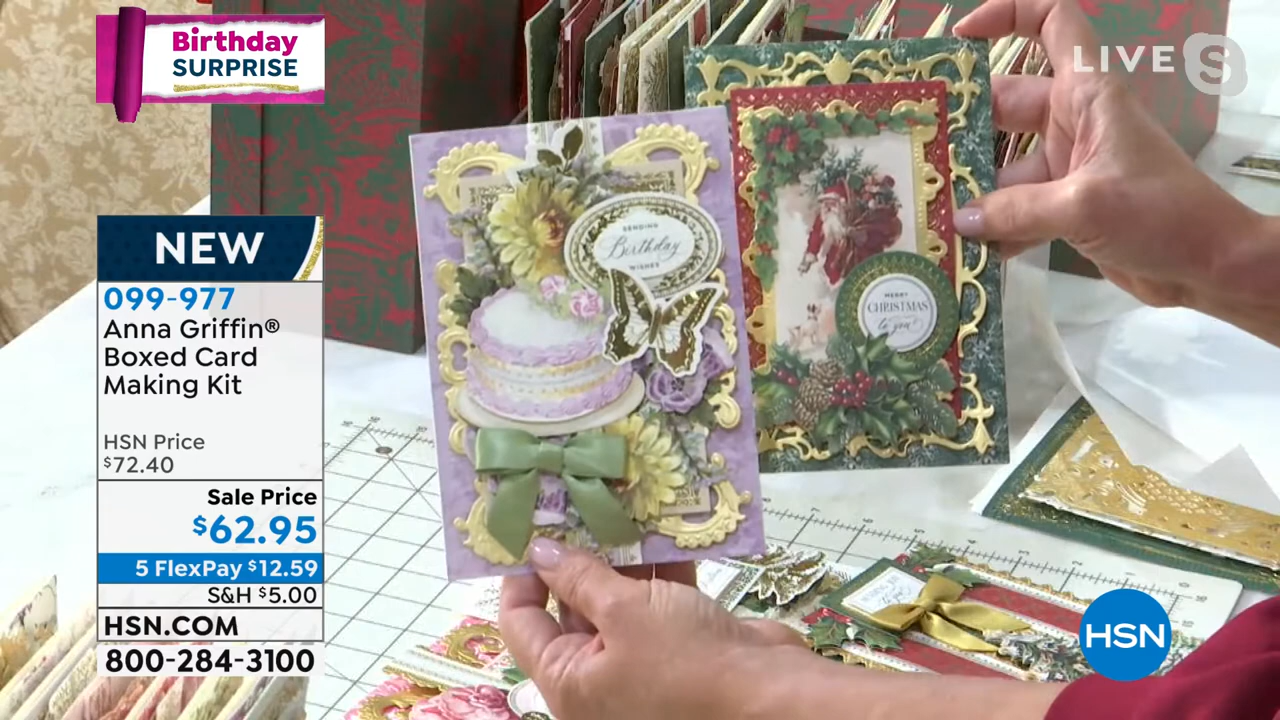 Birthday
SURPRISE
LIVE S
NEW
099-977
Anna Griffin®
Boxed Card
Making Kit
HSN Price
$72.40
Sale Price
$62.95
5 FlexPay $12.59
S&H $5.00
HSN.COM
800-284-3100
SENDING
Birthday
WISHES
MERRY
CHRISTMAS
to you!
to you!
HSN